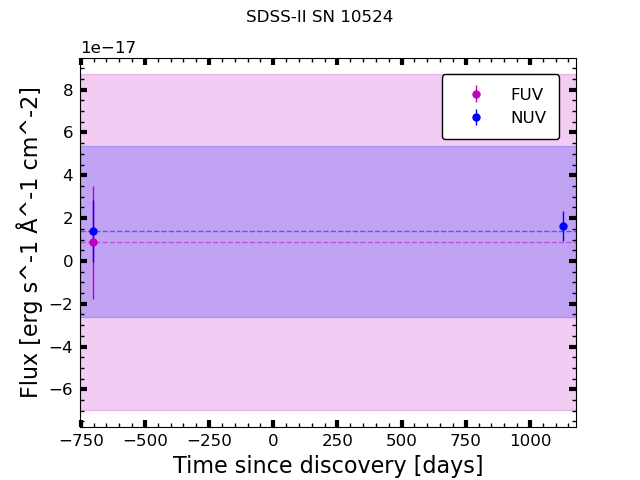 SDSS-II SN 10524
1e−17
FUV
NUV
8
6
4
2
0
−2
−4
−6
Flux [erg s^-1 Å^-1 cm^-2]
−750 −500 −250 0 250 500 750 1000
Time since discovery [days]